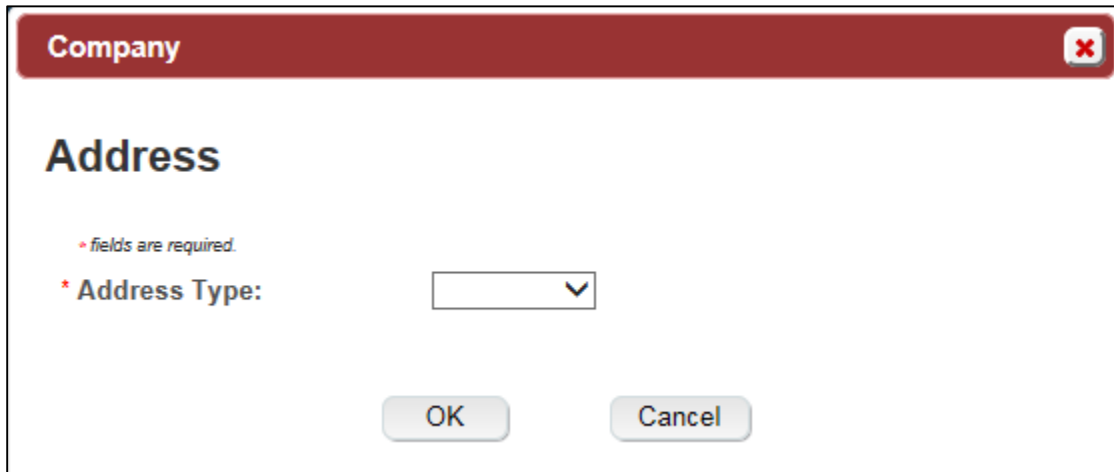 Company
Address
* fields are required.
* Address Type:
OK Cancel